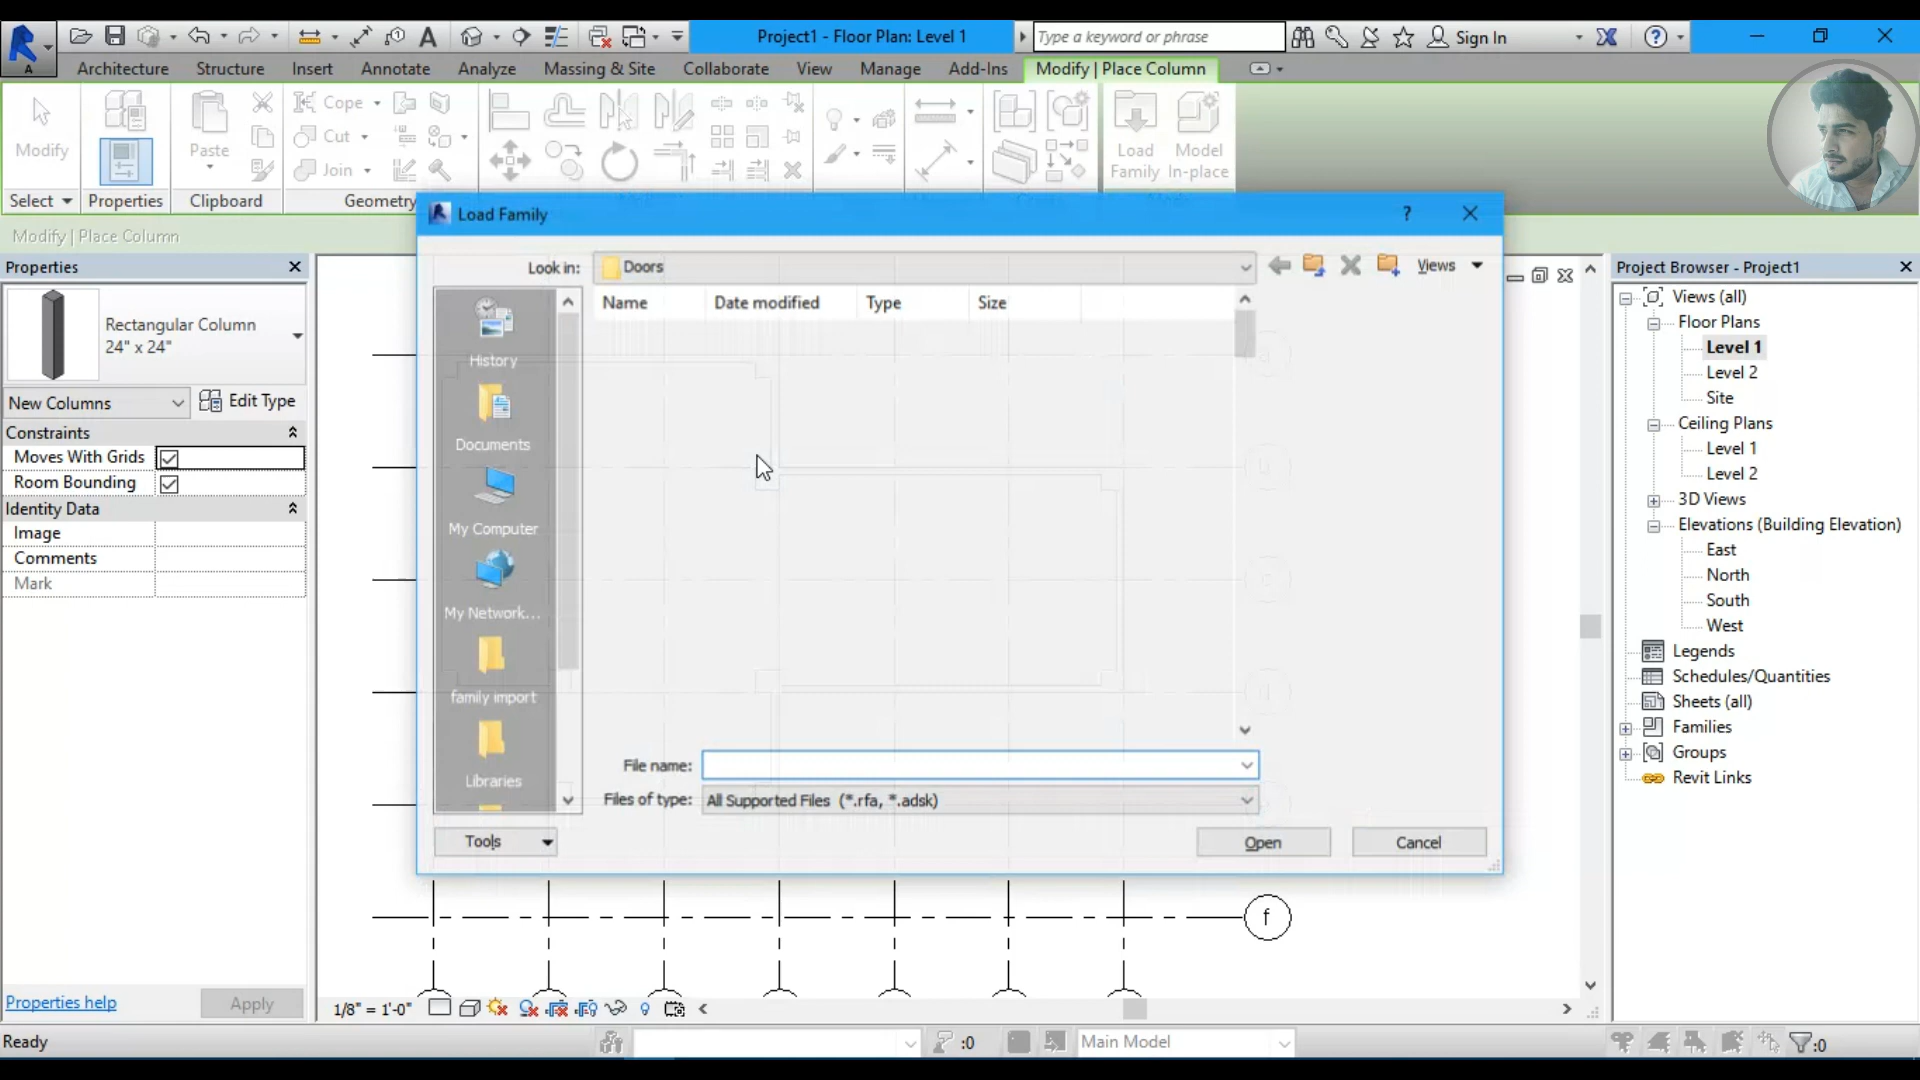 Project1 - Floor Plan: Level 1
Type a keyword or phrase
Sign In
Architecture Structure Insert Annotate Analyze Massing & Site Collaborate View Manage Add-Ins Modify | Place Column
Modify
Cope
Cut
Join
Paste
Load Family
Model In-place
Select Properties Clipboard Geometry
Modify | Place Column
Properties
Rectangular Column
24" x 24"
New Columns
Edit Type
Constraints
Moves With Grids
Room Bounding
Identity Data
Image
Comments
Mark
Properties help
Apply
Load Family
Look in: Doors
Views
Name Date modified Type Size
History
Documents
My Computer
My Network...
family import
Libraries
File name:
Files of type: All Supported Files (*.rfa, *.adsk)
Tools
Open
Cancel
f
1/8" = 1'-0"
Project Browser - Project1
Views (all)
Floor Plans
Level 1
Level 2
Site
Ceiling Plans
Level 1
Level 2
3D Views
Elevations (Building Elevation)
East
North
South
West
Legends
Schedules/Quantities
Sheets (all)
Families
Groups
Revit Links
Ready
:0
Main Model
:0